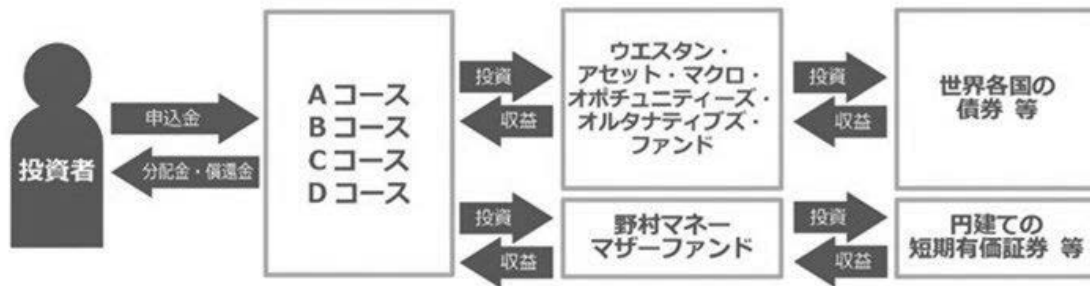 投資者
申込金
分配金・償還金
Aコース
Bコース
Cコース
Dコース
投資
収益
ウエスタン・
アセット・マクロ・
オポチュニティーズ・
オルタナティブズ・
ファンド
投資
収益
世界各国の
債券 等
投資
収益
野村マネー
マザーファンド
投資
収益
円建ての
短期有価証券 等